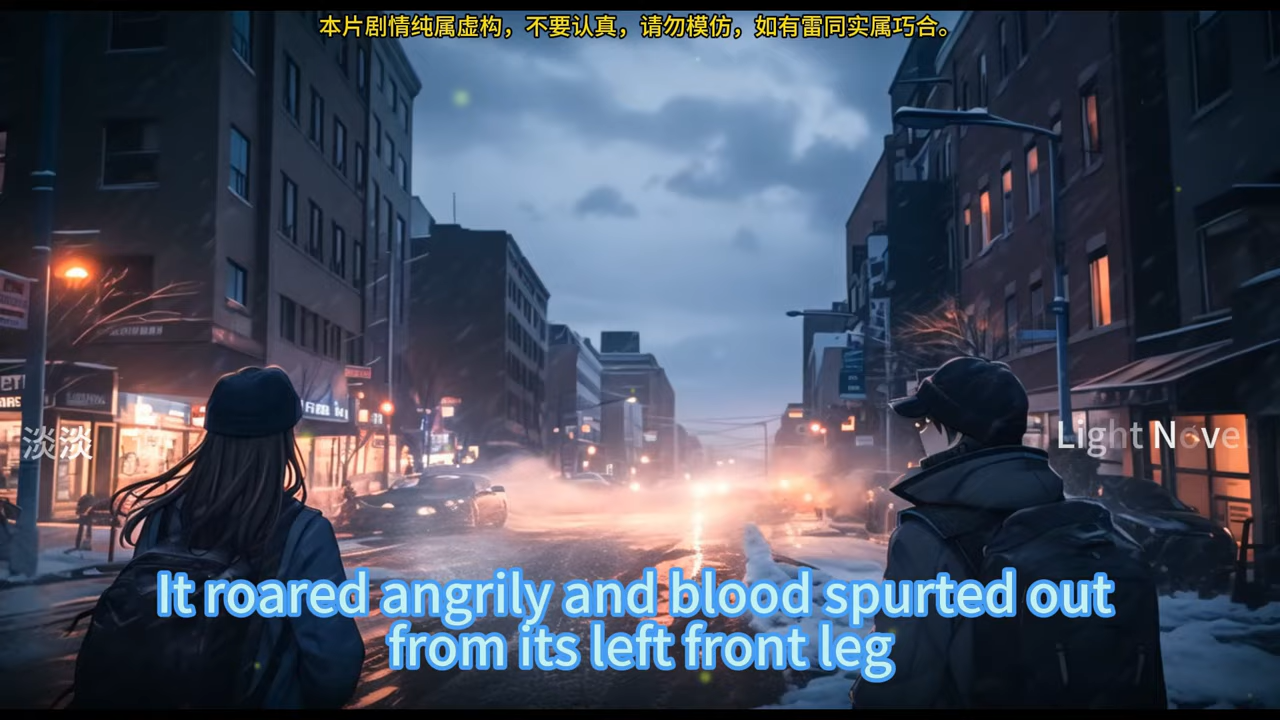 本片剧情纯属虚构，不要认真，请勿模仿，如有雷同实属巧合。
淡淡
Light Novel
It roared angrily and blood spurted out
from its left front leg